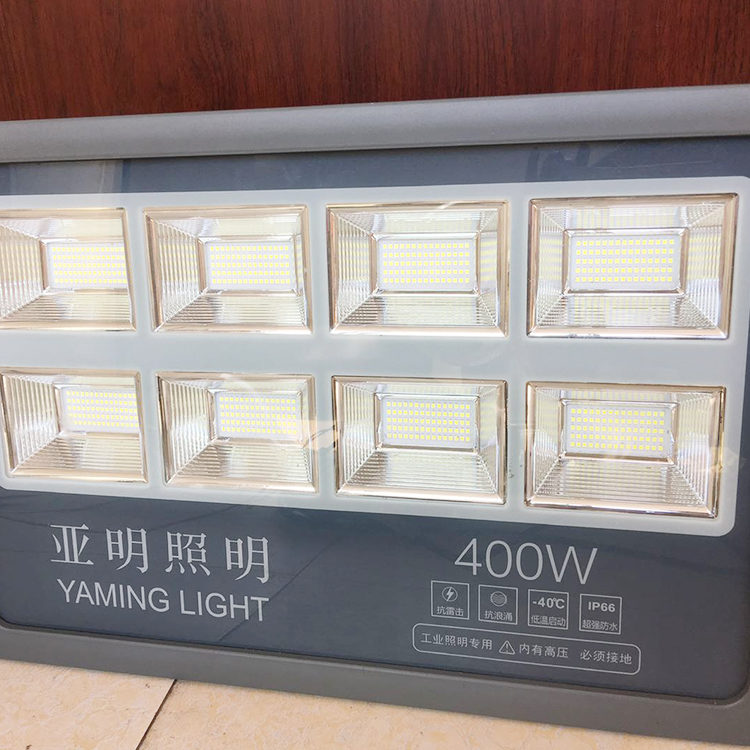 亚明照明
YAMING LIGHT
400W
抗雷击
抗浪涌
-40℃
低温启动
IP66
超强防水
工业照明专用 内有高压 必须接地